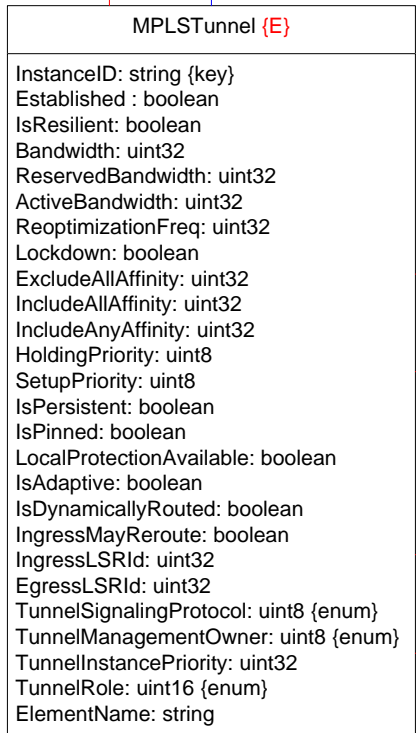 MPLSTunnel {E}
InstanceID: string {key}
Established : boolean
IsResilient: boolean
Bandwidth: uint32
ReservedBandwidth: uint32
ActiveBandwidth: uint32
ReoptimizationFreq: uint32
Lockdown: boolean
ExcludeAllAffinity: uint32
IncludeAllAffinity: uint32
IncludeAnyAffinity: uint32
HoldingPriority: uint8
SetupPriority: uint8
IsPersistent: boolean
IsPinned: boolean
LocalProtectionAvailable: boolean
IsAdaptive: boolean
IsDynamicallyRouted: boolean
IngressMayReroute: boolean
IngressLSRId: uint32
EgressLSRId: uint32
TunnelSignalingProtocol: uint8 {enum}
TunnelManagementOwner: uint8 {enum}
TunnelInstancePriority: uint32
TunnelRole: uint16 {enum}
ElementName: string